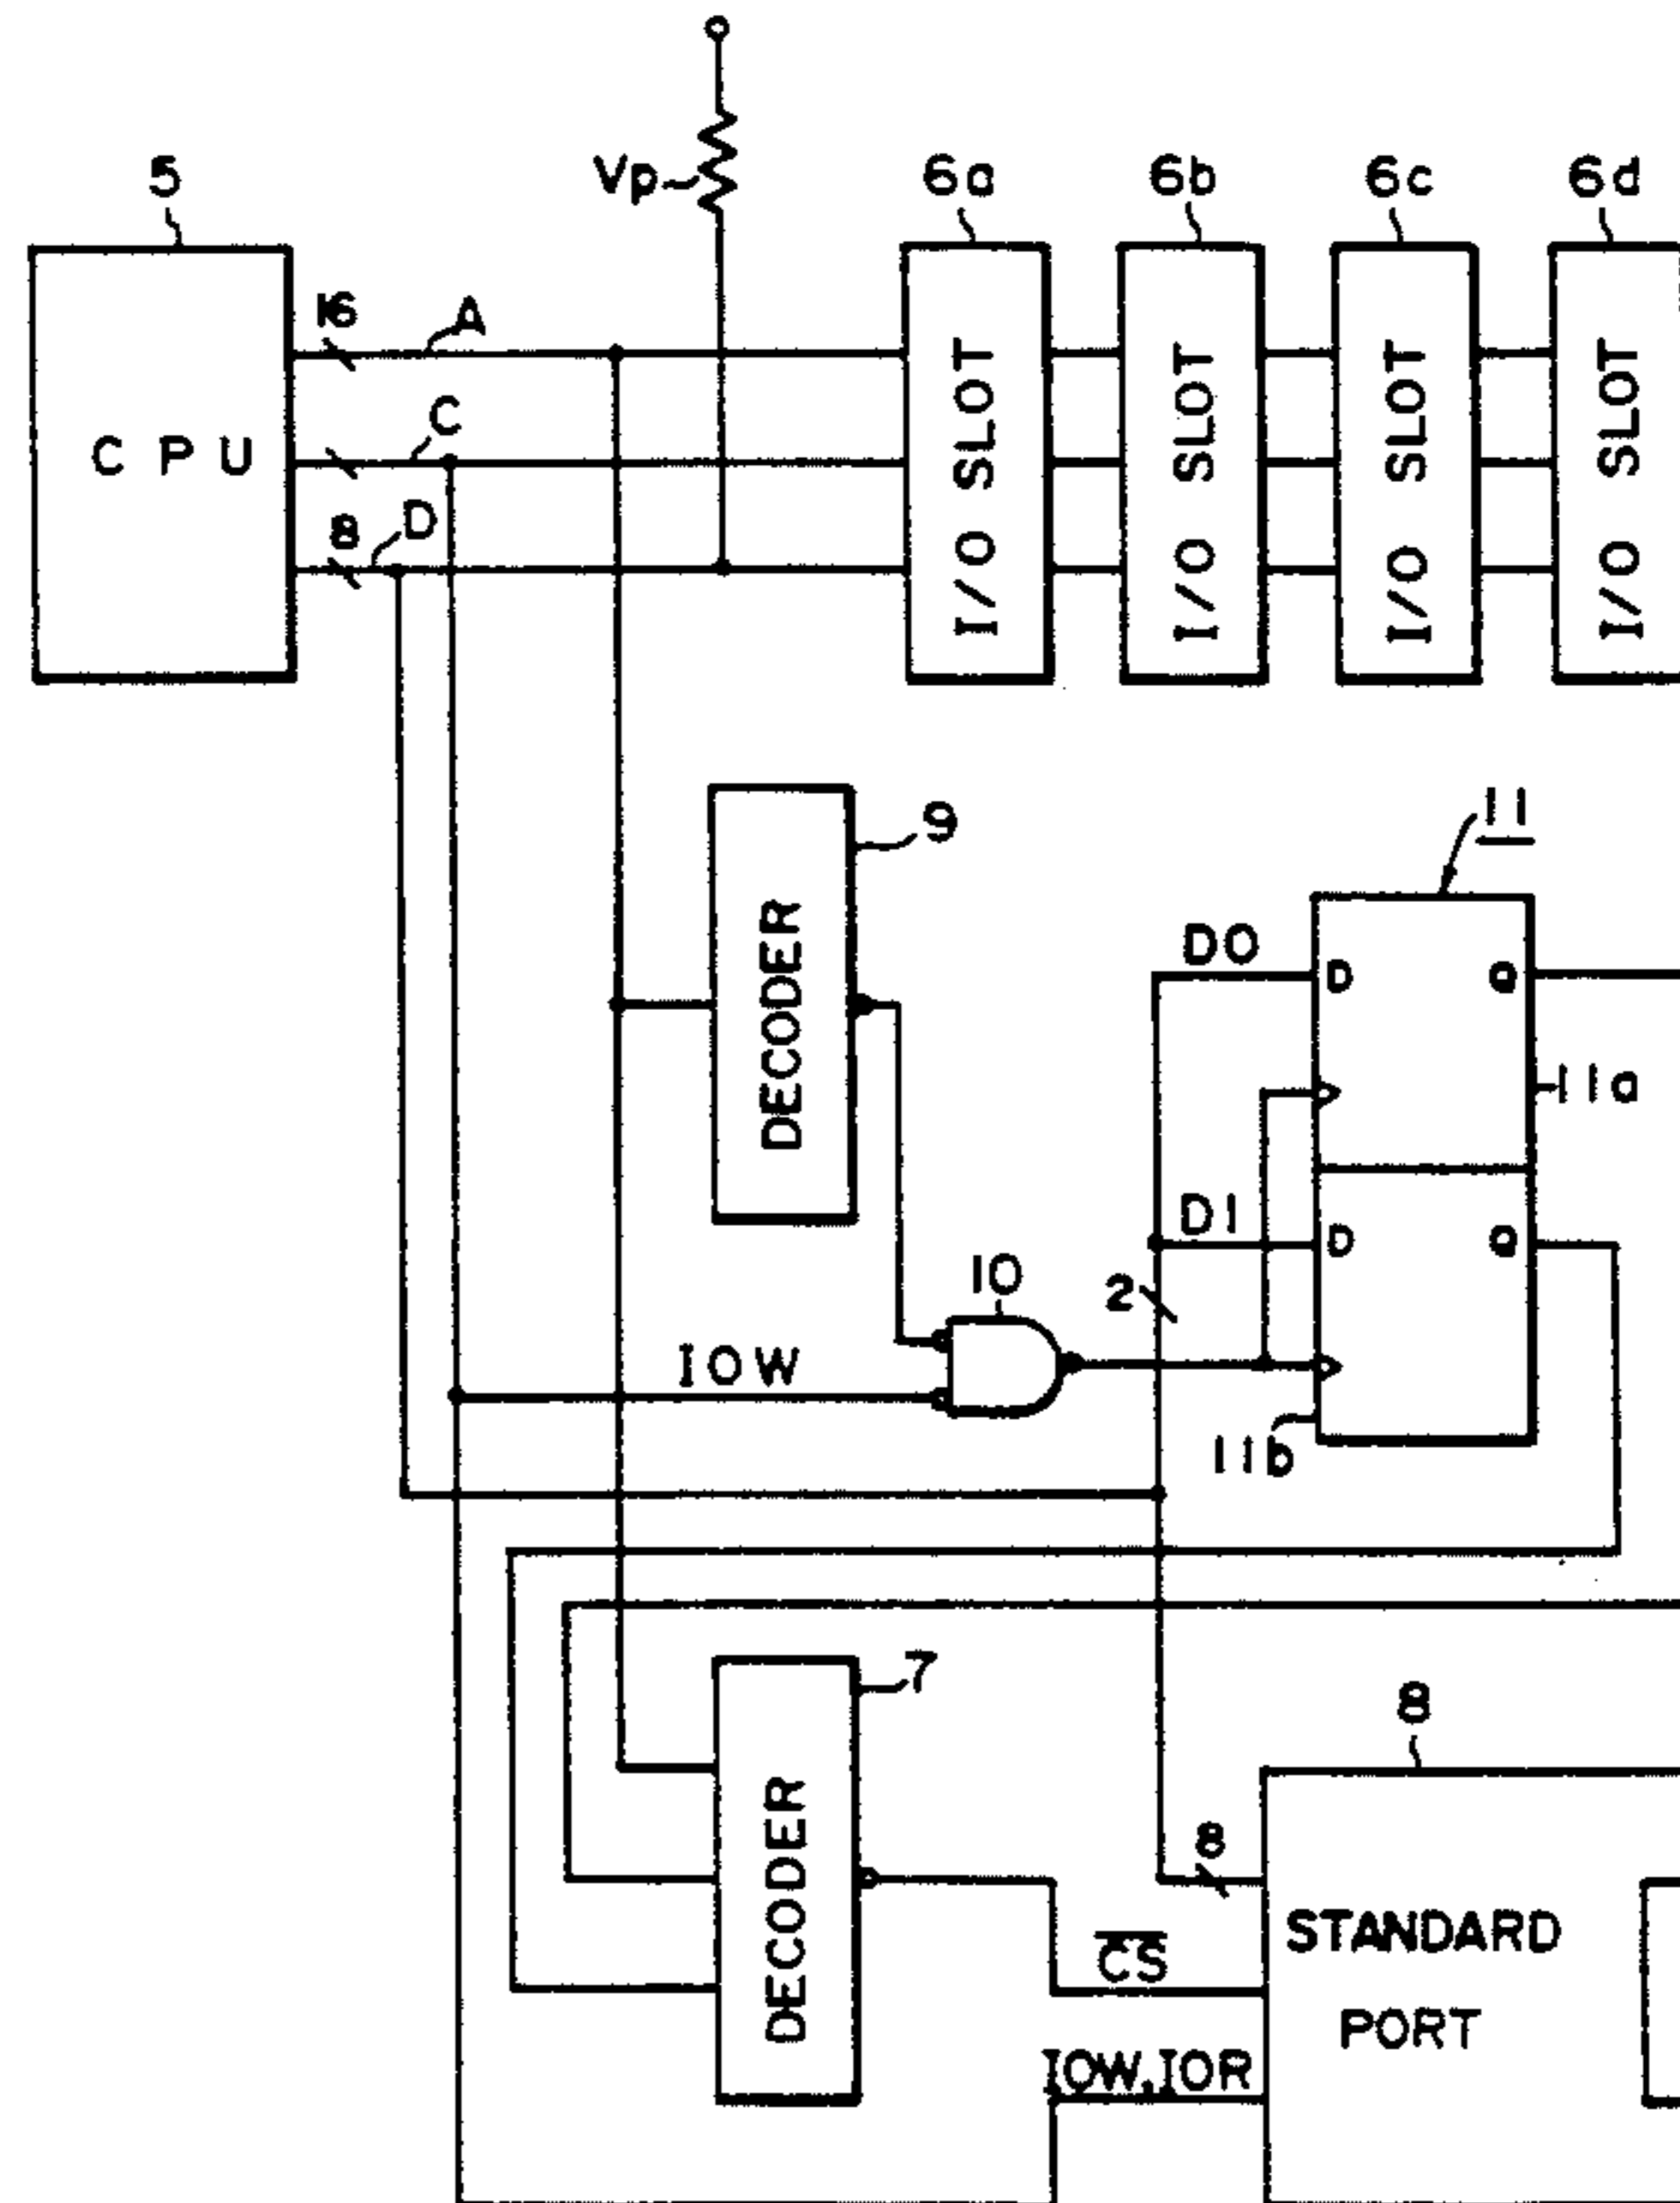 5
Vp
6a
6b
6c
6d
16
A
CPU
C
8
D
I/O SLOT
I/O SLOT
I/O SLOT
I/O SLOT
9
DECODER
11
D0
D
Q
11a
D1
D
Q
10
2
IOW
11b
7
DECODER
8
8
STANDARD
PORT
CS
IOW,IOR